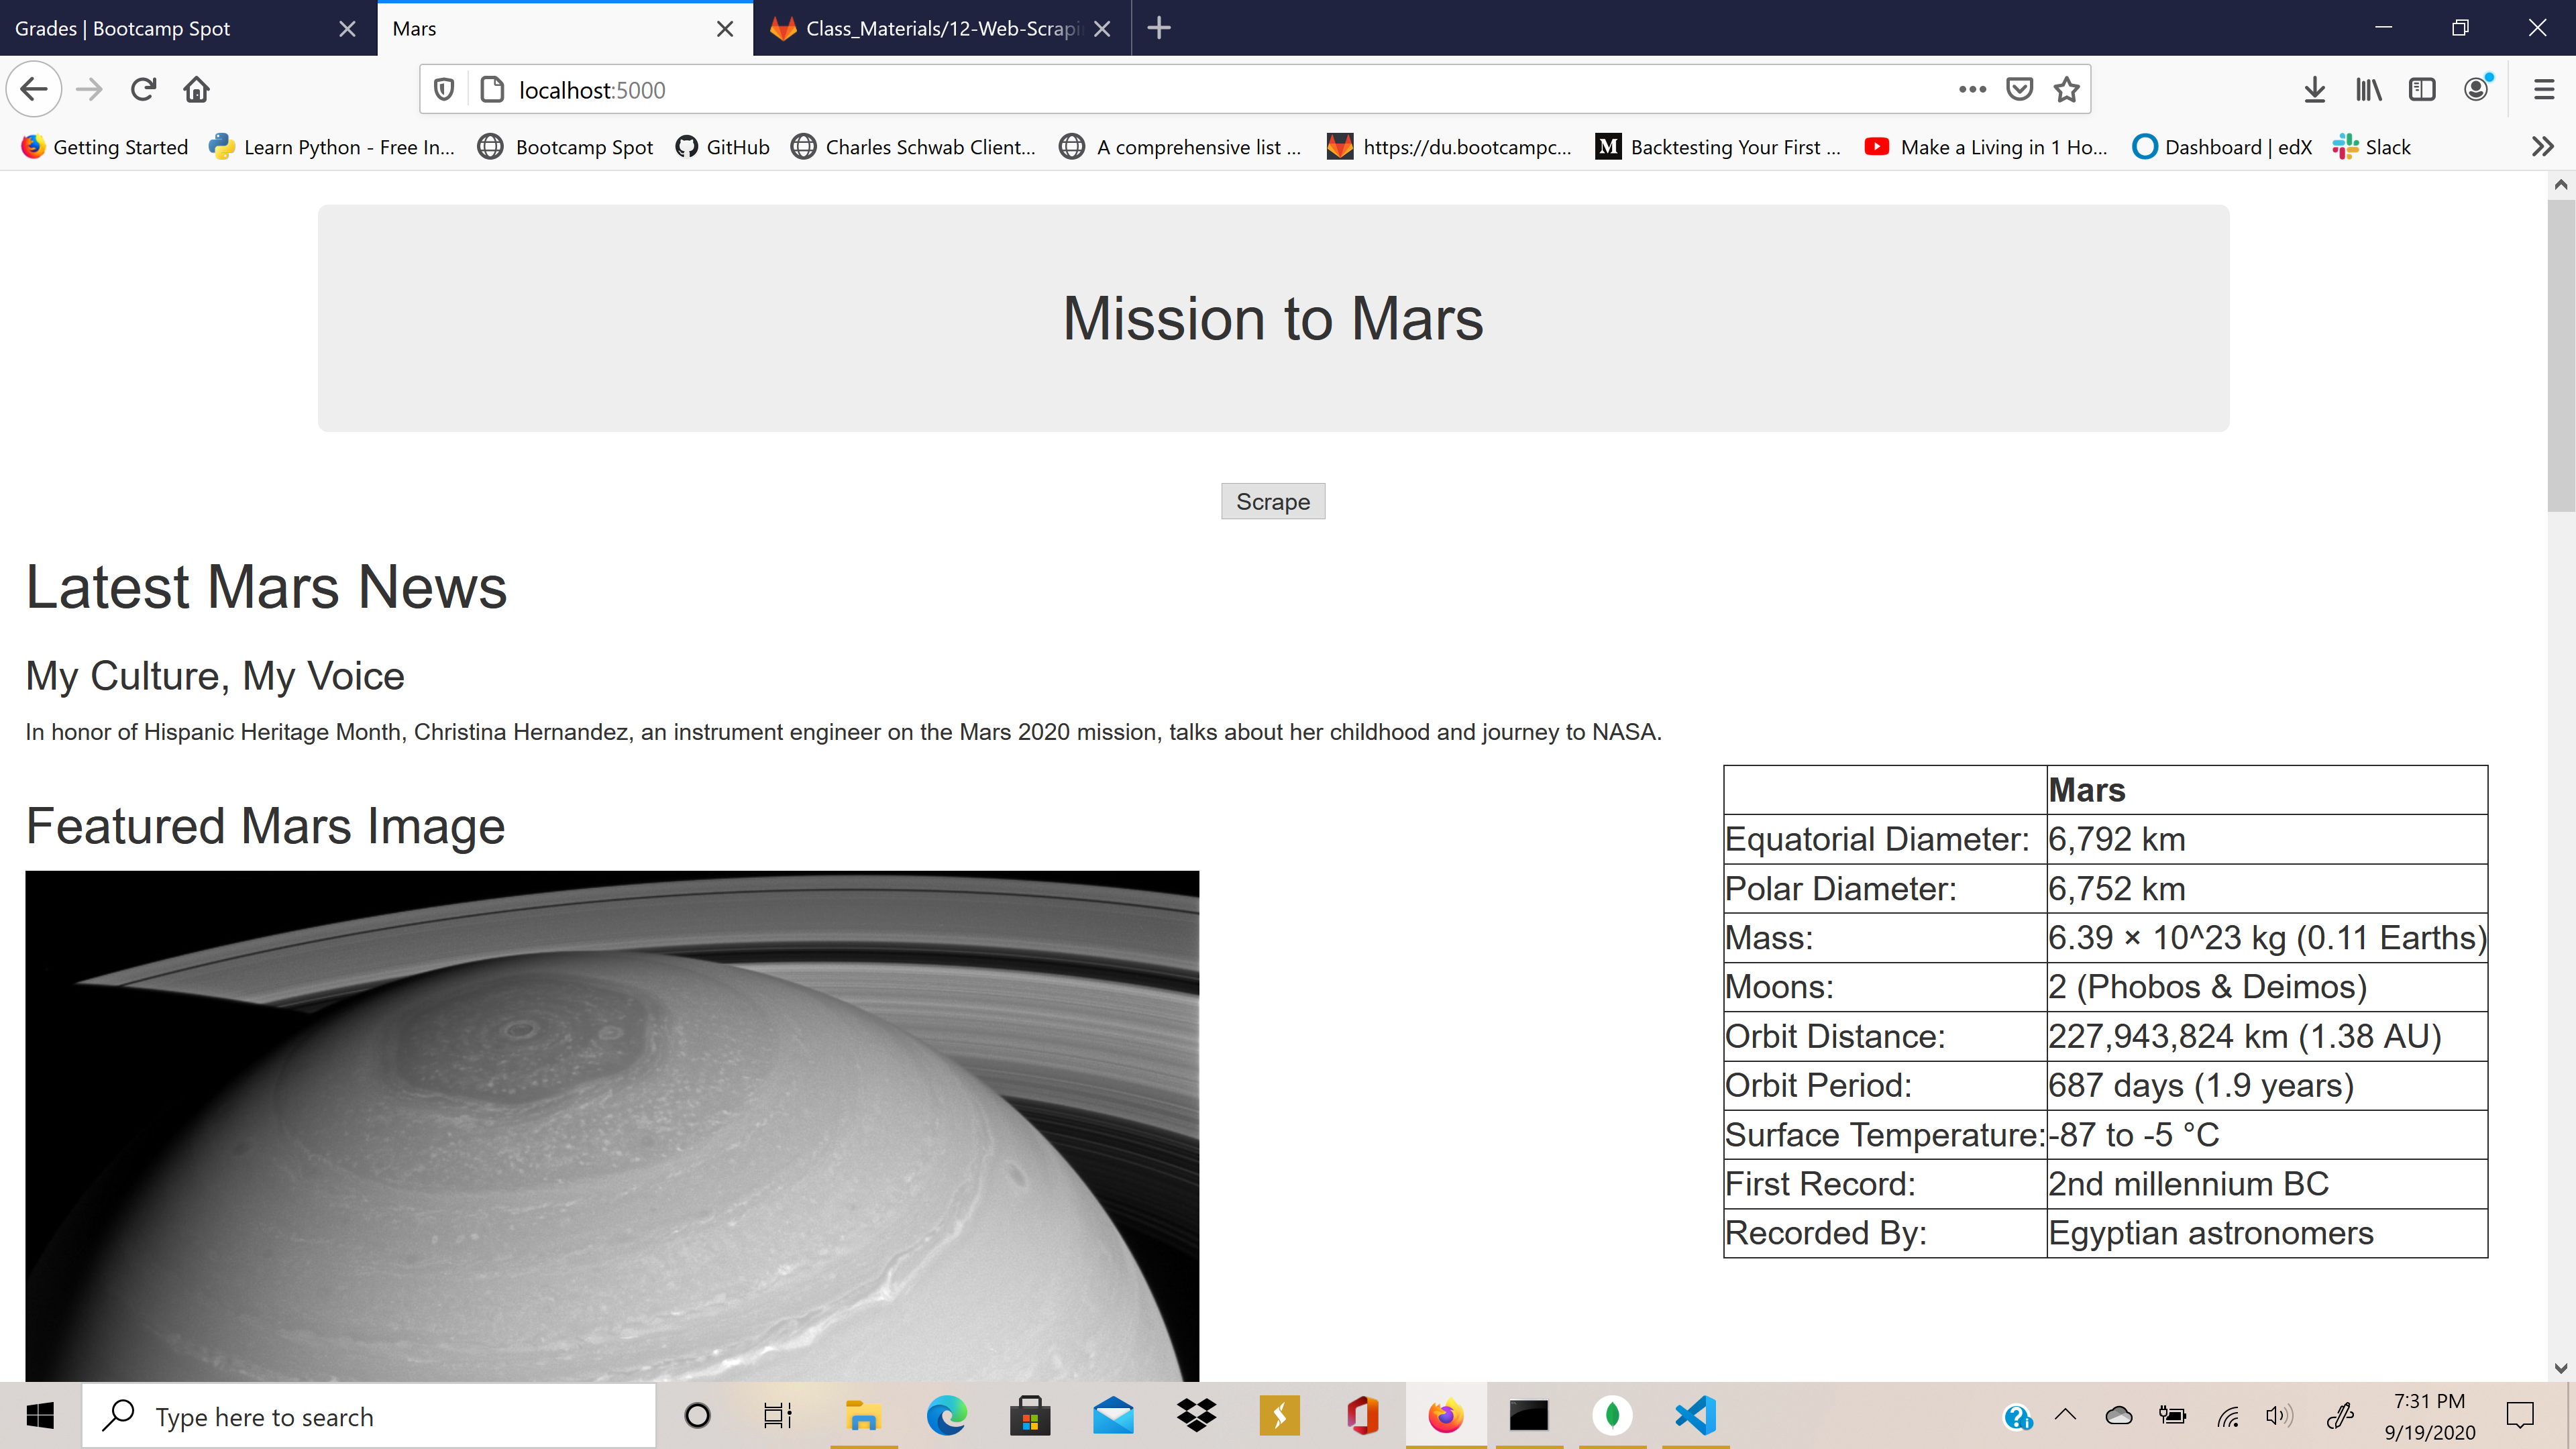 Grades | Bootcamp Spot
Mars
Class_Materials/12-Web-Scrapi
localhost:5000
Getting Started
Learn Python - Free In...
Bootcamp Spot
GitHub
Charles Schwab Client...
A comprehensive list ...
https://du.bootcampc...
M
Backtesting Your First ...
Make a Living in 1 Ho...
Dashboard | edX
Slack
Mission to Mars
Scrape
Latest Mars News
My Culture, My Voice
In honor of Hispanic Heritage Month, Christina Hernandez, an instrument engineer on the Mars 2020 mission, talks about her childhood and journey to NASA.
Featured Mars Image
Mars
Equatorial Diameter: 6,792 km
Polar Diameter: 6,752 km
Mass: 6.39 × 10^23 kg (0.11 Earths)
Moons: 2 (Phobos & Deimos)
Orbit Distance: 227,943,824 km (1.38 AU)
Orbit Period: 687 days (1.9 years)
Surface Temperature: -87 to -5 °C
First Record: 2nd millennium BC
Recorded By: Egyptian astronomers
Type here to search
7:31 PM
9/19/2020